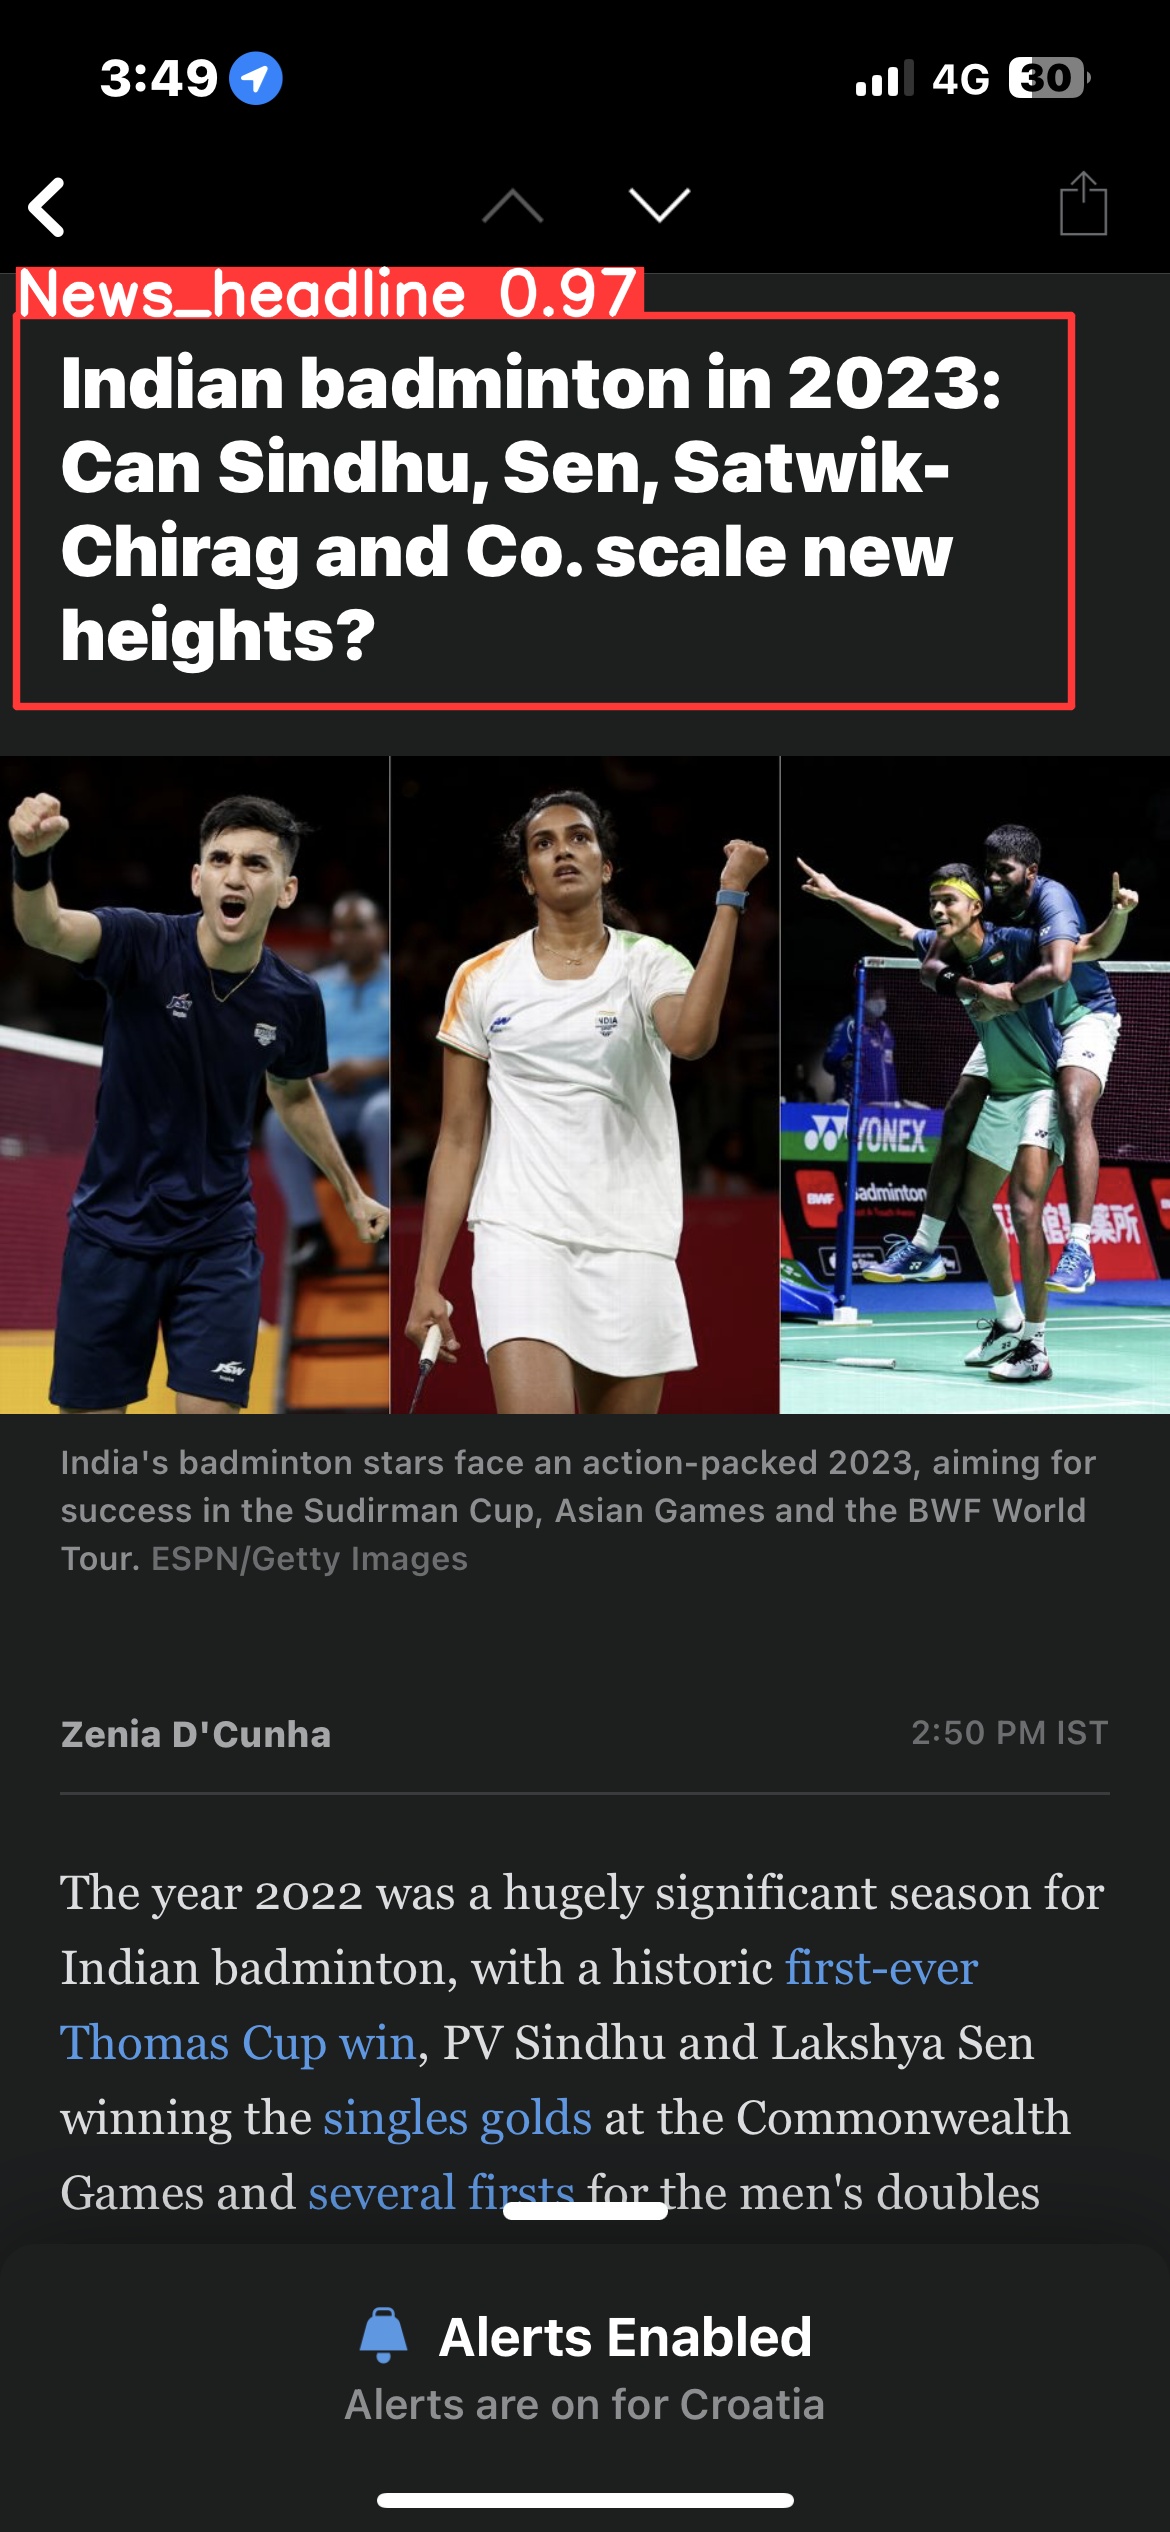 3:49
4G 30
News_headline 0.97
Indian badminton in 2023:
Can Sindhu, Sen, Satwik-
Chirag and Co. scale new
heights?
JSW
INDIA
YONEX
BWF
adminton
India's badminton stars face an action-packed 2023, aiming for
success in the Sudirman Cup, Asian Games and the BWF World
Tour. ESPN/Getty Images
Zenia D'Cunha
2:50 PM IST
The year 2022 was a hugely significant season for
Indian badminton, with a historic first-ever
Thomas Cup win, PV Sindhu and Lakshya Sen
winning the singles golds at the Commonwealth
Games and several firsts for the men's doubles
Alerts Enabled
Alerts are on for Croatia